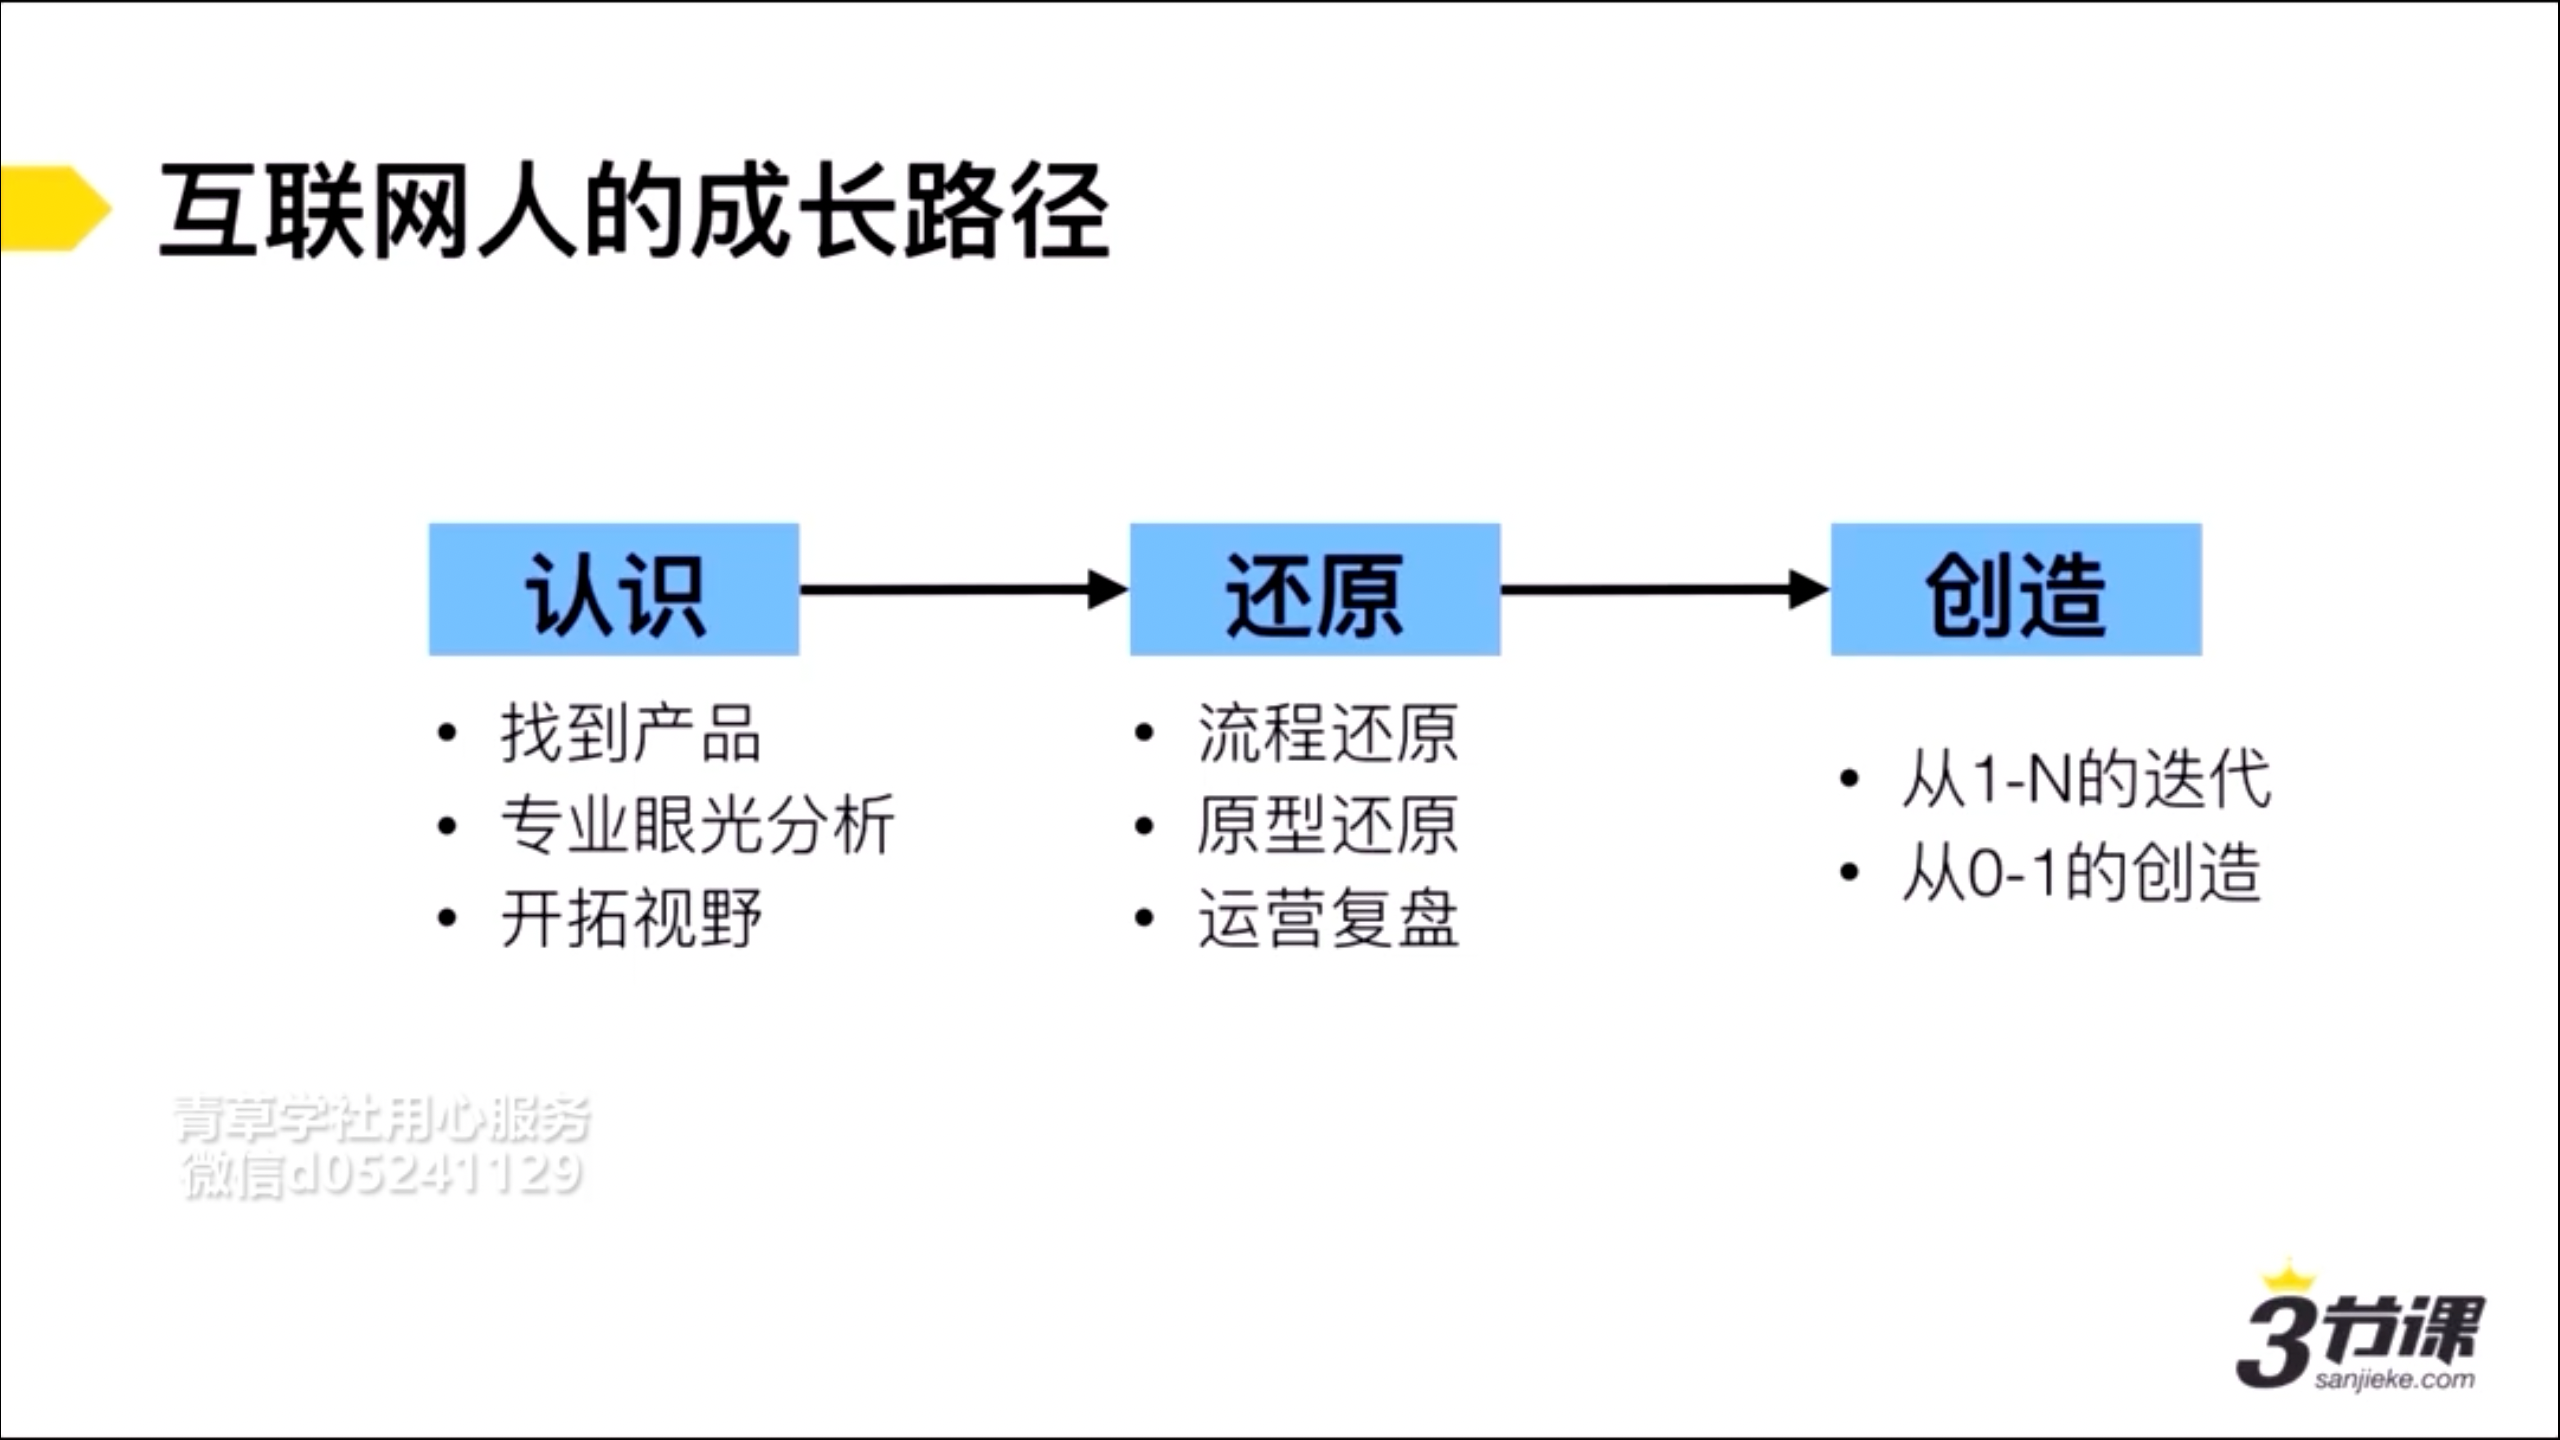 互联网人的成长路径
认识
还原
创造
• 找到产品
• 专业眼光分析
• 开拓视野
• 流程还原
• 原型还原
• 运营复盘
• 从1-N的迭代
• 从0-1的创造
青草学社用心服务
微信d05241129
3节课
sanjieke.com